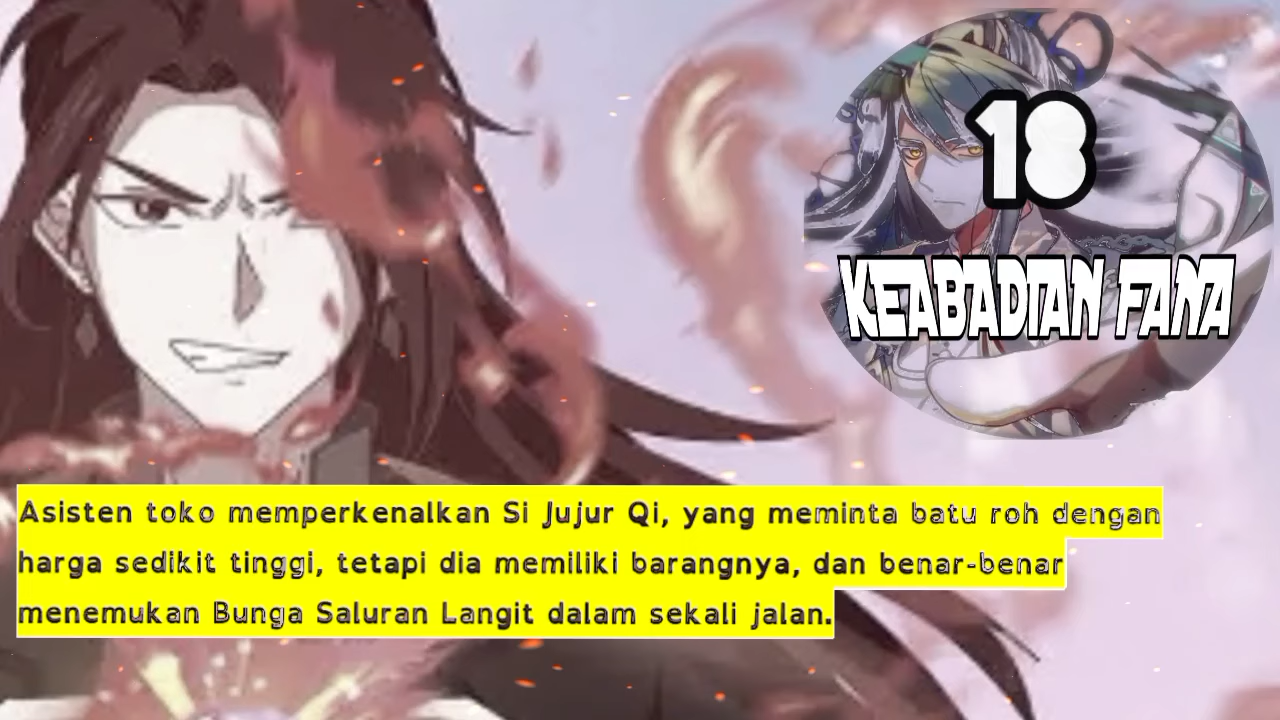 18
KEABADIAN FANA
Asisten toko memperkenalkan Si Jujur Qi, yang meminta batu roh dengan
harga sedikit tinggi, tetapi dia memiliki barangnya, dan benar-benar
menemukan Bunga Saluran Langit dalam sekali jalan.